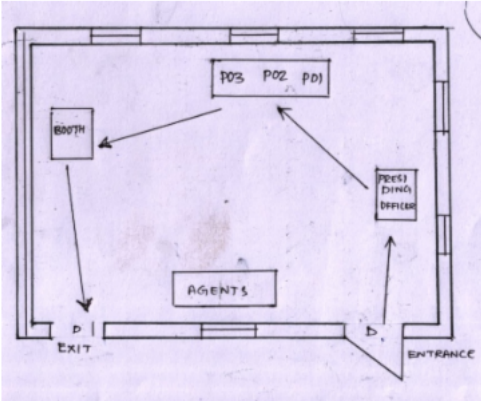 PO3 PO2 PO1
BOOTH
PRESI
DING
OFFICER
AGENTS
D
EXIT
D
ENTRANCE